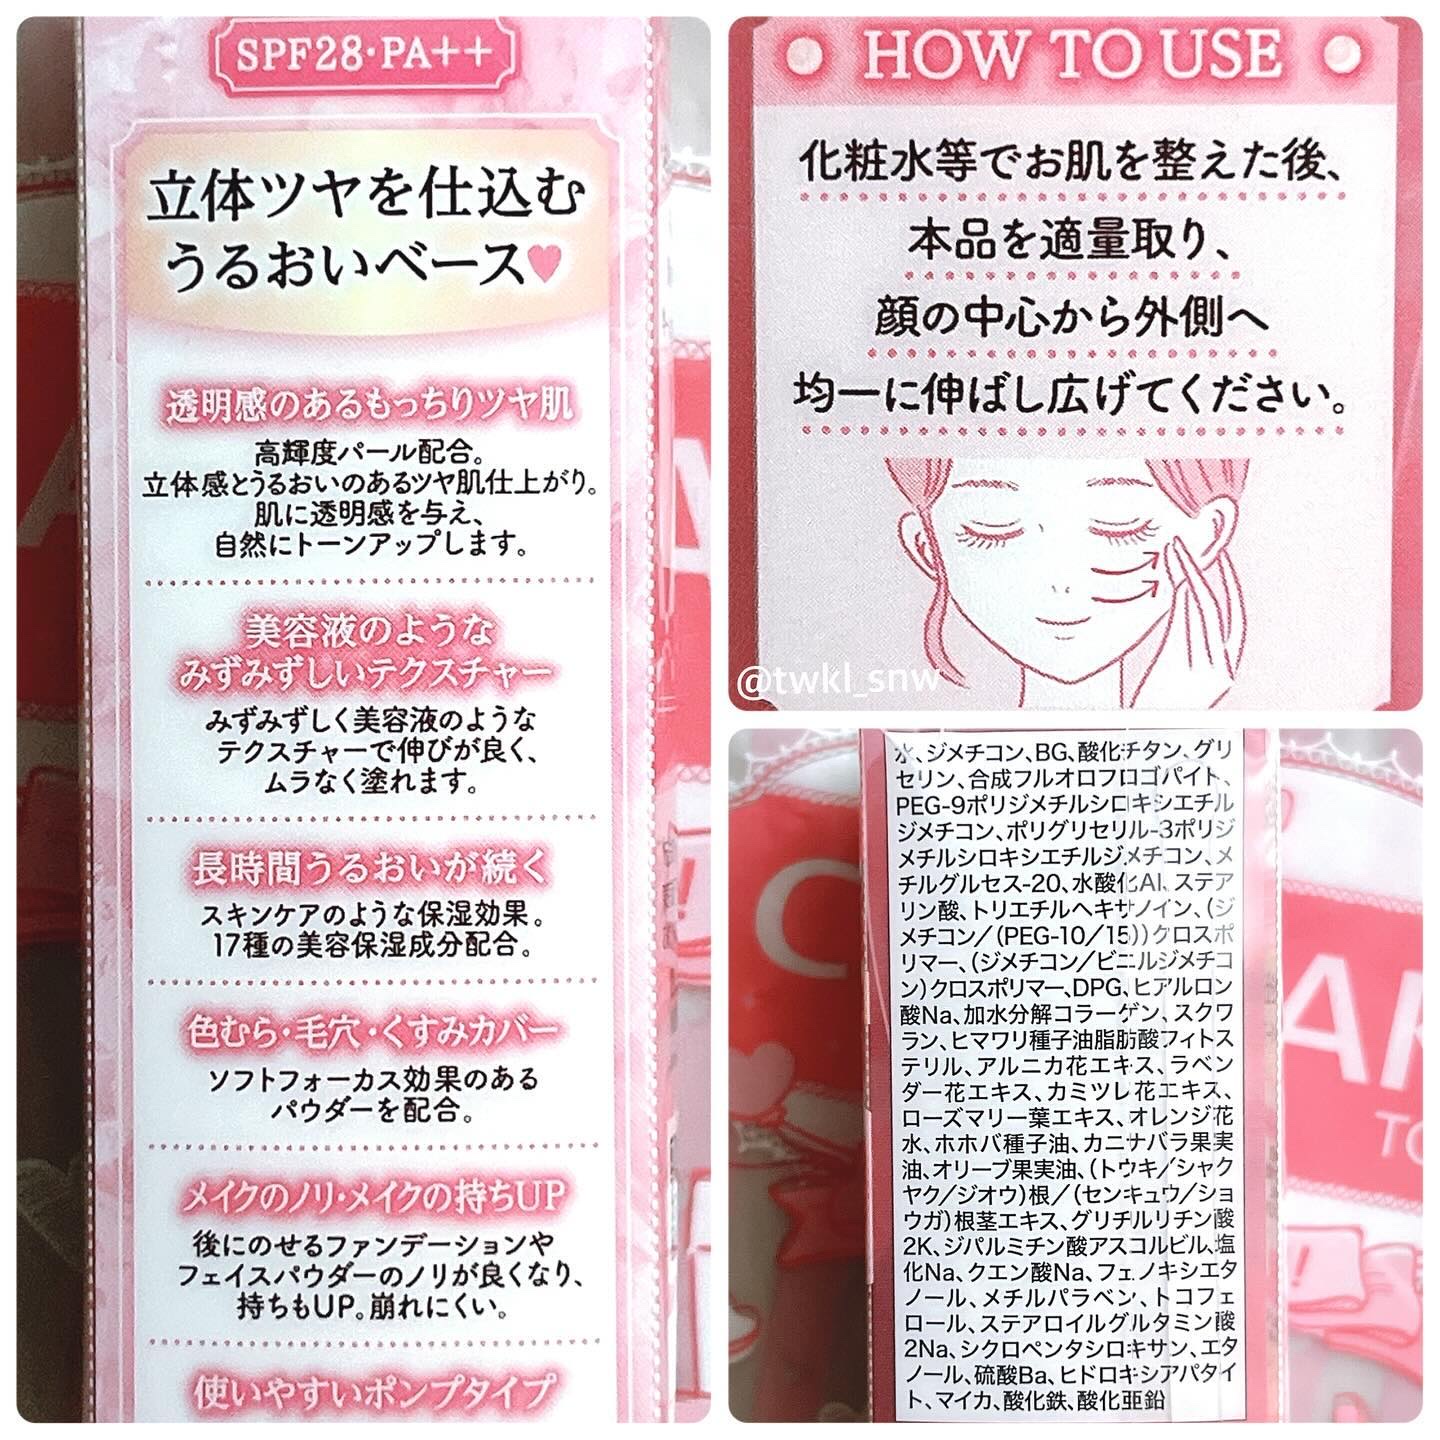 SPF28・PA++
立体ツヤを仕込む
うるおいベース♥
透明感のあるもっちりツヤ肌
高輝度パール配合。
立体感とうるおいのあるツヤ肌仕上がり。
肌に透明感を与え、
自然にトーンアップします。
美容液のような
みずみずしいテクスチャー
みずみずしく美容液のような
テクスチャーで伸びが良く、
ムラなく塗れます。
長時間うるおいが続く
スキンケアのような保湿効果。
17種の美容保湿成分配合。
色むら・毛穴・くすみカバー
ソフトフォーカス効果のある
パウダーを配合。
メイクのノリ・メイクの持ちUP
後にのせるファンデーションや
フェイスパウダーのノリが良くなり、
持ちもUP。崩れにくい。
使いやすいポンプタイプ
HOW TO USE
化粧水等でお肌を整えた後、
本品を適量取り、
顔の中心から外側へ
均一に伸ばし広げてください。
@twkl_snw
水、ジメチコン、BG、酸化チタン、グリ
セリン、合成フルオロフロゴパイト、
PEG-9ポリジメチルシロキシエチル
ジメチコン、ポリグリセリル-3ポリジ
メチルシロキシエチルジメチコン、メ
チルグルセス-20、水酸化Al、ステア
リン酸、トリエチルヘキサノイン、(ジ
メチコン/(PEG-10/15))クロスポ
リマー、(ジメチコン/ビニルジメチコ
ン)クロスポリマー、DPG、ヒアルロン
酸Na、加水分解コラーゲン、スクワ
ラン、ヒマワリ種子油脂肪酸フィトス
テリル、アルニカ花エキス、ラベン
ダー花エキス、カミツレ花エキス、
ローズマリー葉エキス、オレンジ花
水、ホホバ種子油、カニナバラ果実
油、オリーブ果実油、(トウキ/シャク
ヤク/ジオウ)根/(センキュウ/ショ
ウガ)根茎エキス、グリチルリチン酸
2K、ジパルミチン酸アスコルビル、塩
化Na、クエン酸Na、フェノキシエタ
ノール、メチルパラベン、トコフェ
ロール、ステアロイルグルタミン酸
2Na、シクロペンタシロキサン、エタ
ノール、硫酸Ba、ヒドロキシアパタイ
ト、マイカ、酸化鉄、酸化亜鉛